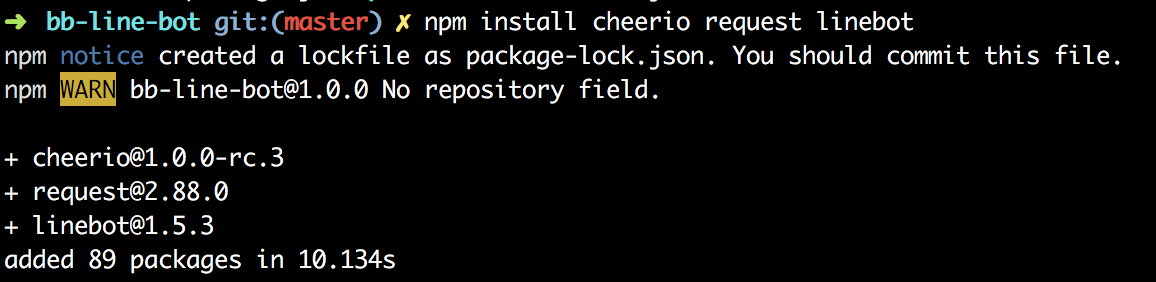 ➜ bb-line-bot git:(master) ✗ npm install cheerio request linebot
npm notice created a lockfile as package-lock.json. You should commit this file.
npm WARN bb-line-bot@1.0.0 No repository field.
+ cheerio@1.0.0-rc.3
+ request@2.88.0
+ linebot@1.5.3
added 89 packages in 10.134s